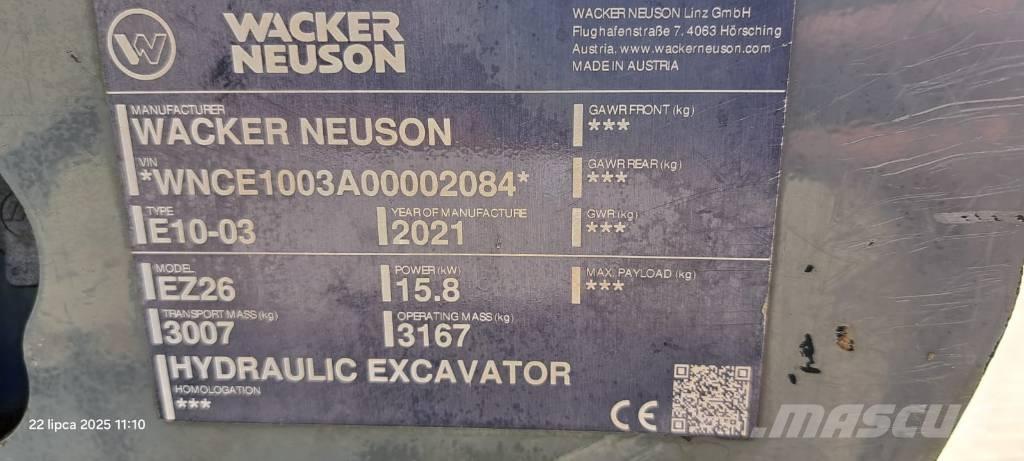 W
WACKER
NEUSON
WACKER NEUSON Linz GmbH
Flughafenstraße 7, 4063 Hörsching
Austria, www.wackerneuson.com
MADE IN AUSTRIA
MANUFACTURER
WACKER NEUSON
GAWR FRONT (kg)
***
VIN
*WNCE1003A00002084*
GAWR REAR (kg)
***
TYPE
E10-03
YEAR OF MANUFACTURE
2021
GWR (kg)
***
MODEL
EZ26
POWER (kW)
15.8
MAX. PAYLOAD (kg)
***
TRANSPORT MASS (kg)
3007
OPERATING MASS (kg)
3167
HYDRAULIC EXCAVATOR
HOMOLOGATION
***
CE
22 lipca 2025 11:10
MASCUS